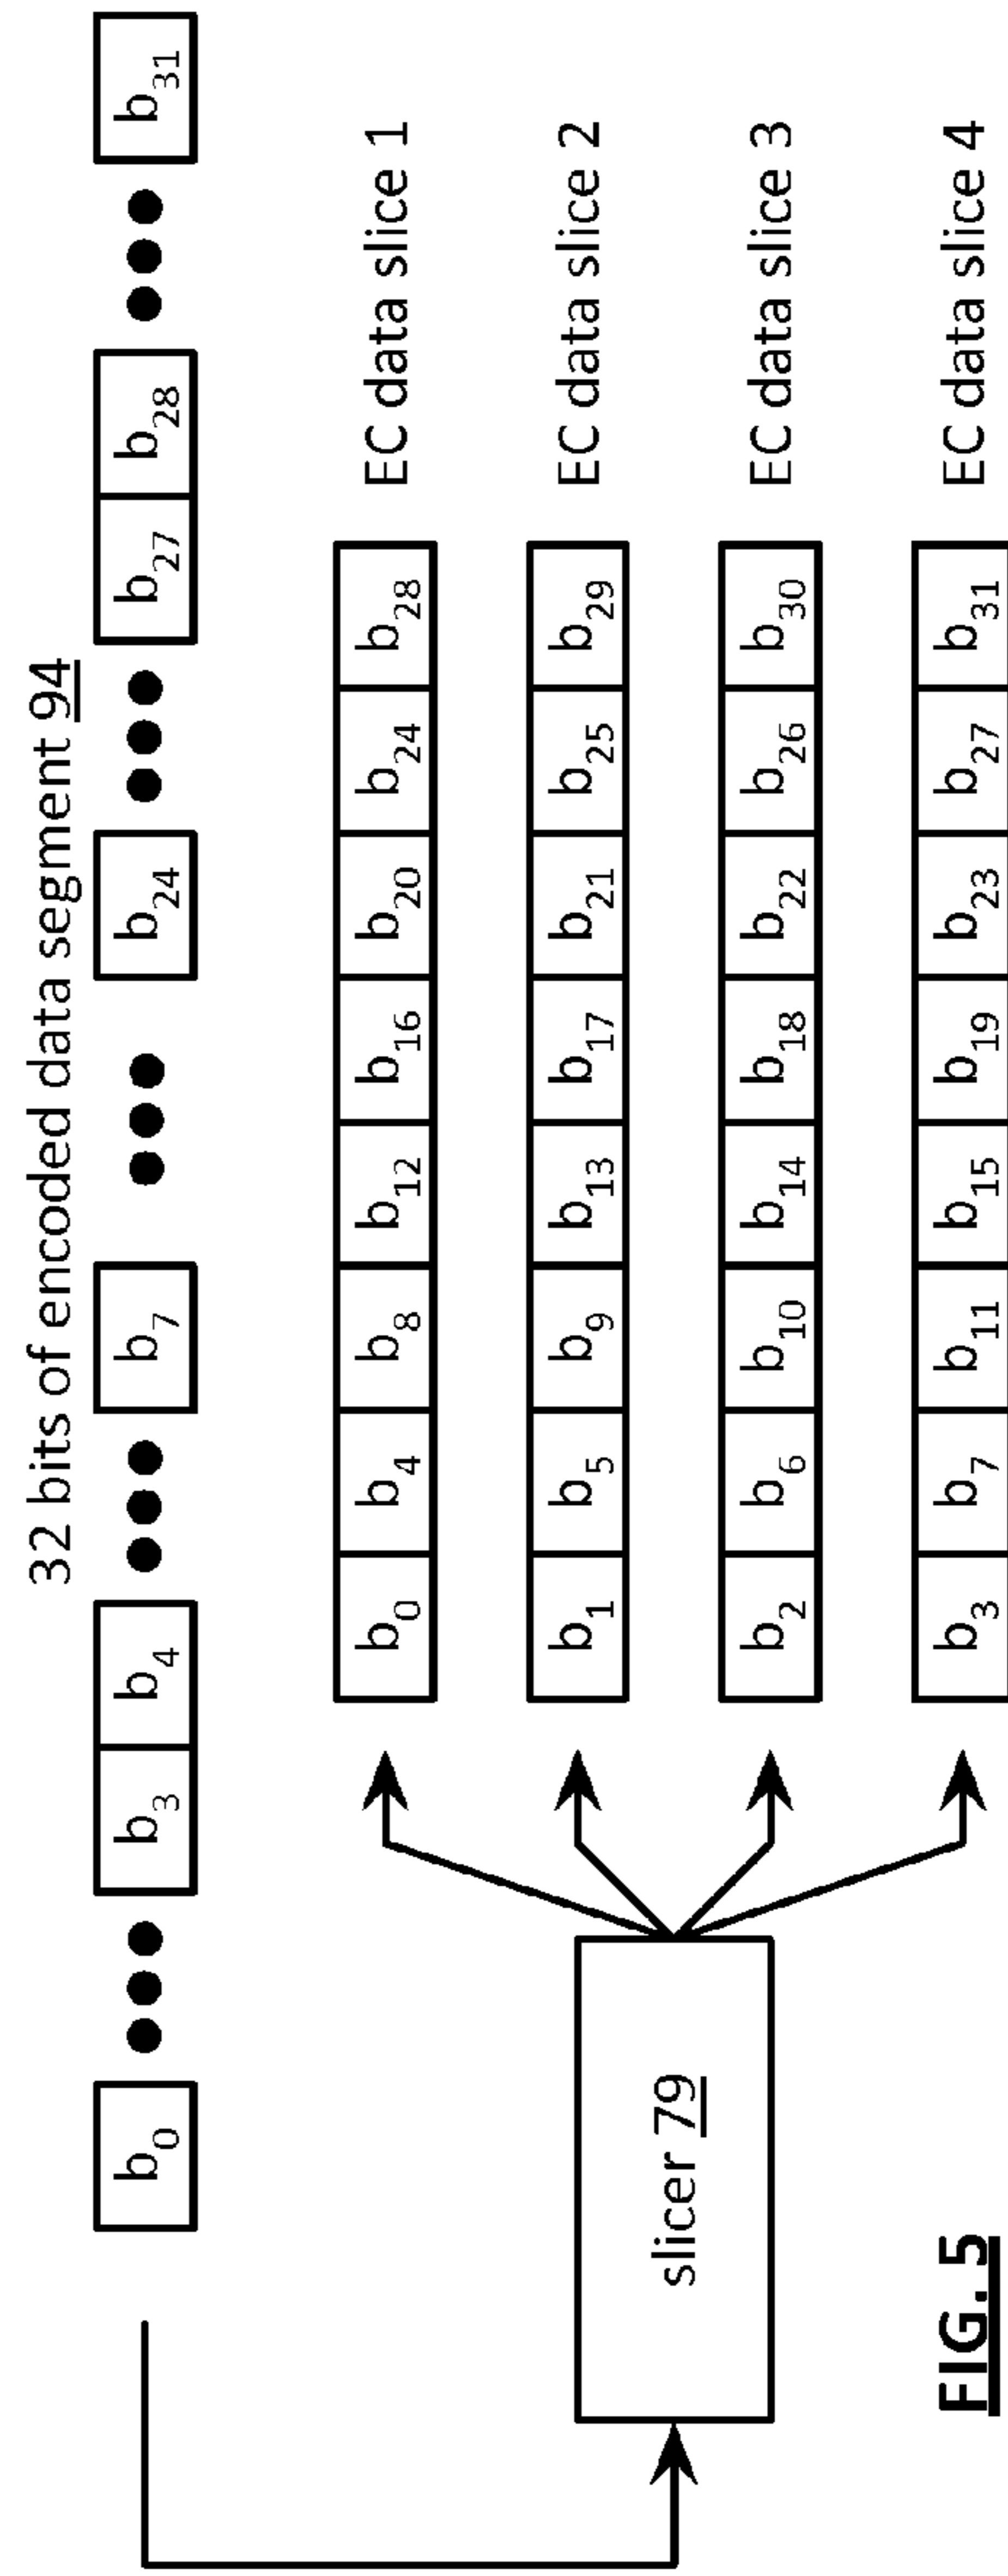 32 bits of encoded data segment 94
b0 ●●● b3 b4 ●●● b7 ●●● b24 ●●● b27 b28 ●●● b31
b0 b4 b8 b12 b16 b20 b24 b28 EC data slice 1
b1 b5 b9 b13 b17 b21 b25 b29 EC data slice 2
slicer 79
b2 b6 b10 b14 b18 b22 b26 b30 EC data slice 3
b3 b7 b11 b15 b19 b23 b27 b31 EC data slice 4
FIG. 5